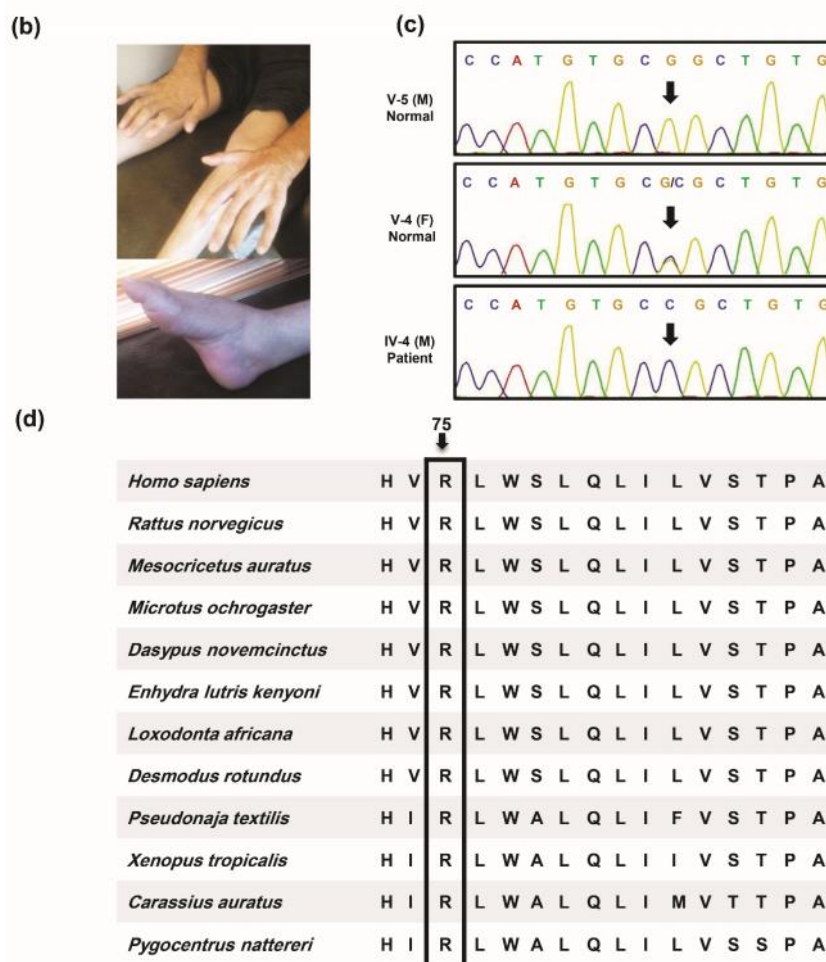 (b)
(c)
C C A T G T G C G G C T G T G
V-5 (M)
Normal
C C A T G T G C G/C G C T G T G
V-4 (F)
Normal
C C A T G T G C C G C T G T G
IV-4 (M)
Patient
(d)
75
Homo sapiens H V R L W S L Q L I L V S T P A
Rattus norvegicus H V R L W S L Q L I L V S T P A
Mesocricetus auratus H V R L W S L Q L I L V S T P A
Microtus ochrogaster H V R L W S L Q L I L V S T P A
Dasypus novemcinctus H V R L W S L Q L I L V S T P A
Enhydra lutris kenyoni H V R L W S L Q L I L V S T P A
Loxodonta africana H V R L W S L Q L I L V S T P A
Desmodus rotundus H V R L W S L Q L I L V S T P A
Pseudonaja textilis H I R L W A L Q L I F V S T P A
Xenopus tropicalis H I R L W A L Q L I I V S T P A
Carassius auratus H I R L W A L Q L I M V T T P A
Pygocentrus nattereri H I R L W A L Q L I L V S S P A